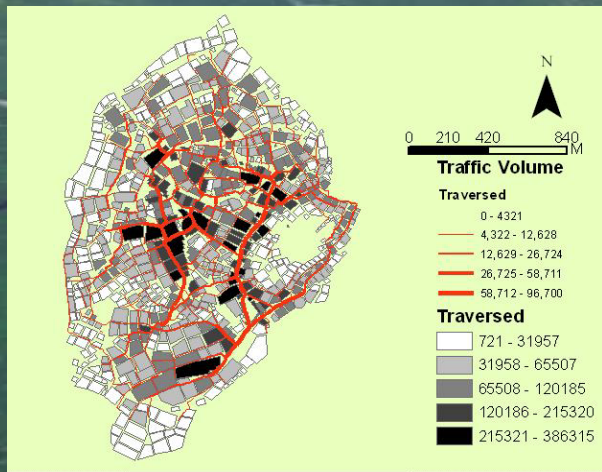 N
0 210 420 840
M
Traffic Volume
Traversed
0 - 4321
4,322 - 12,628
12,629 - 26,724
26,725 - 58,711
58,712 - 96,700
Traversed
721 - 31957
31958 - 65507
65508 - 120185
120186 - 215320
215321 - 386315